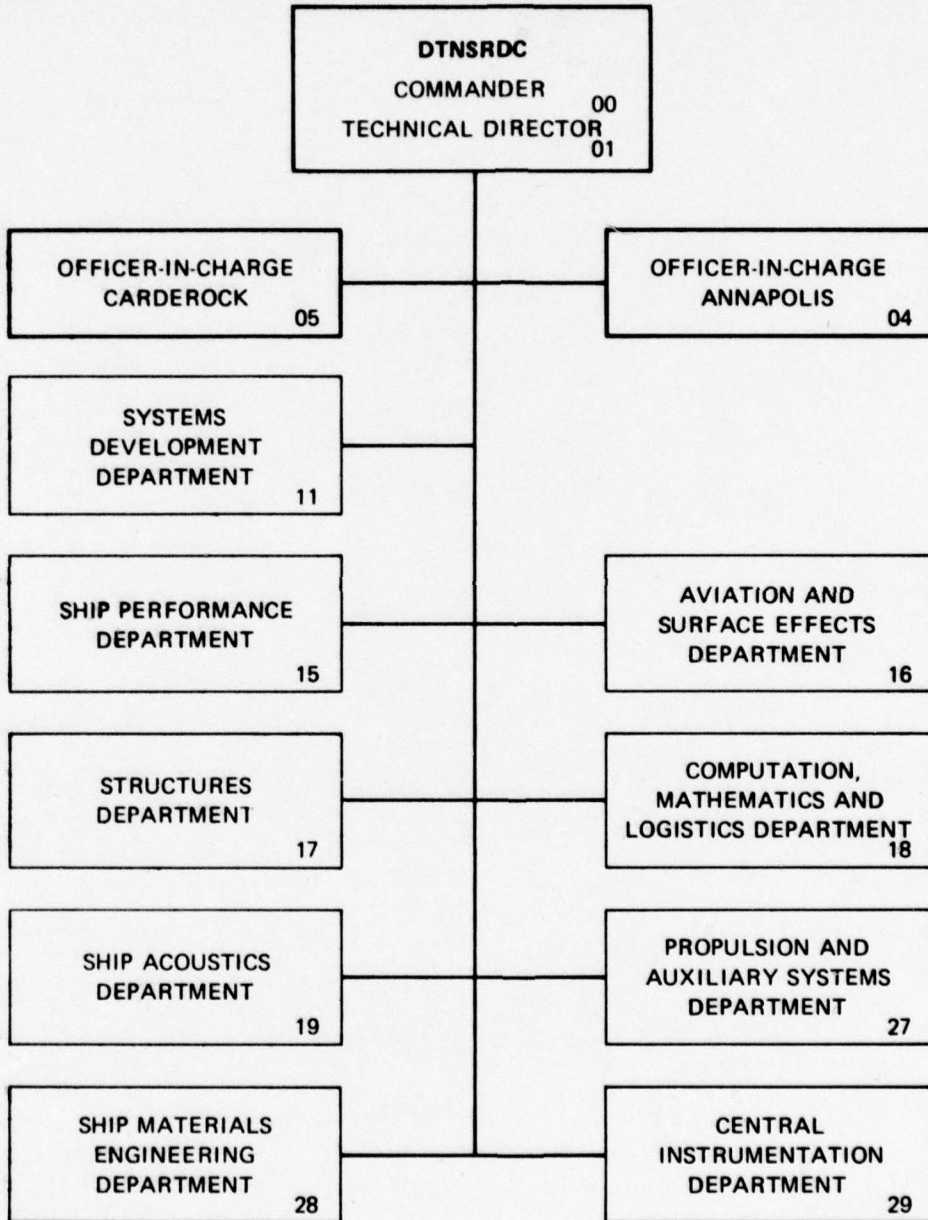 DTNSRDC
COMMANDER
00
TECHNICAL DIRECTOR
01
OFFICER-IN-CHARGE
CARDEROCK
05
OFFICER-IN-CHARGE
ANNAPOLIS
04
SYSTEMS
DEVELOPMENT
DEPARTMENT
11
SHIP PERFORMANCE
DEPARTMENT
15
AVIATION AND
SURFACE EFFECTS
DEPARTMENT
16
STRUCTURES
DEPARTMENT
17
COMPUTATION,
MATHEMATICS AND
LOGISTICS DEPARTMENT
18
SHIP ACOUSTICS
DEPARTMENT
19
PROPULSION AND
AUXILIARY SYSTEMS
DEPARTMENT
27
SHIP MATERIALS
ENGINEERING
DEPARTMENT
28
CENTRAL
INSTRUMENTATION
DEPARTMENT
29